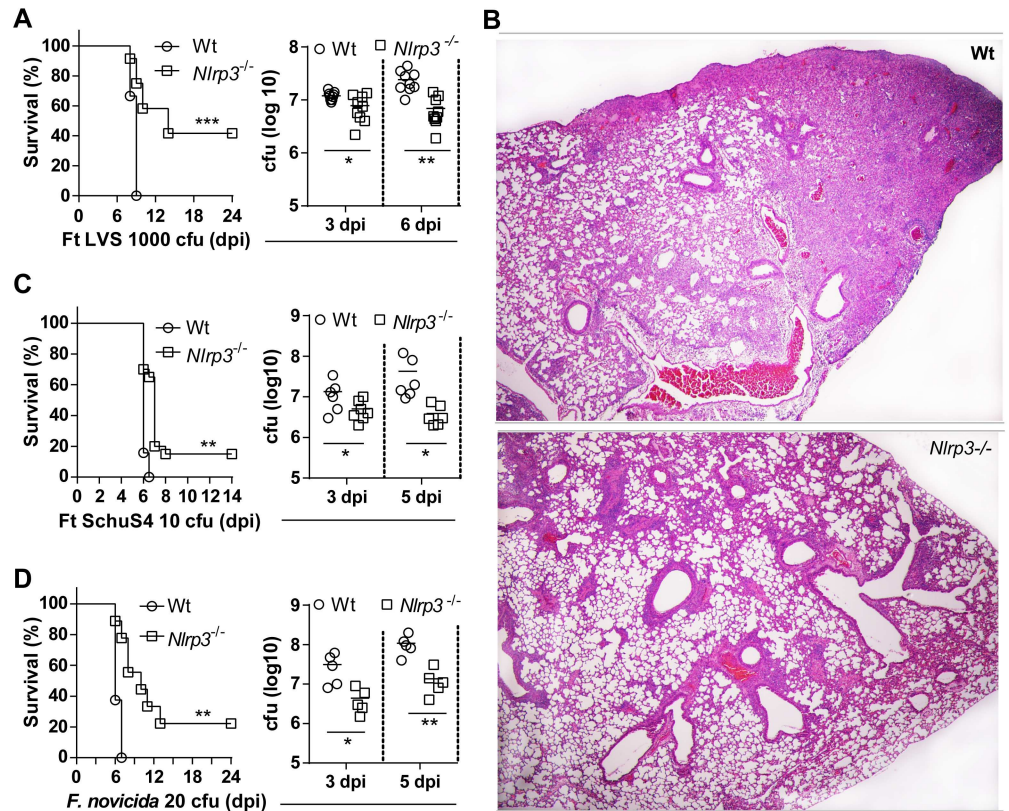 A
Survival (%)
100
80
60
40
20
0
Wt
Nlrp3-/-
***
0 6 12 18 24
Ft LVS 1000 cfu (dpi)
cfu (log 10)
8
7
6
5
Wt Nlrp3 -/-
* **
3 dpi 6 dpi
B
Wt
Nlrp3-/-
C
Survival (%)
100
80
60
40
20
0
Wt
Nlrp3-/-
**
0 2 4 6 8 10 12 14
Ft SchuS4 10 cfu (dpi)
cfu (log10)
9
8
7
6
5
Wt Nlrp3-/-
* *
3 dpi 5 dpi
D
Survival (%)
100
80
60
40
20
0
Wt
Nlrp3-/-
**
0 6 12 18 24
F. novicida 20 cfu (dpi)
cfu (log10)
9
8
7
6
5
Wt Nlrp3-/-
* **
3 dpi 5 dpi